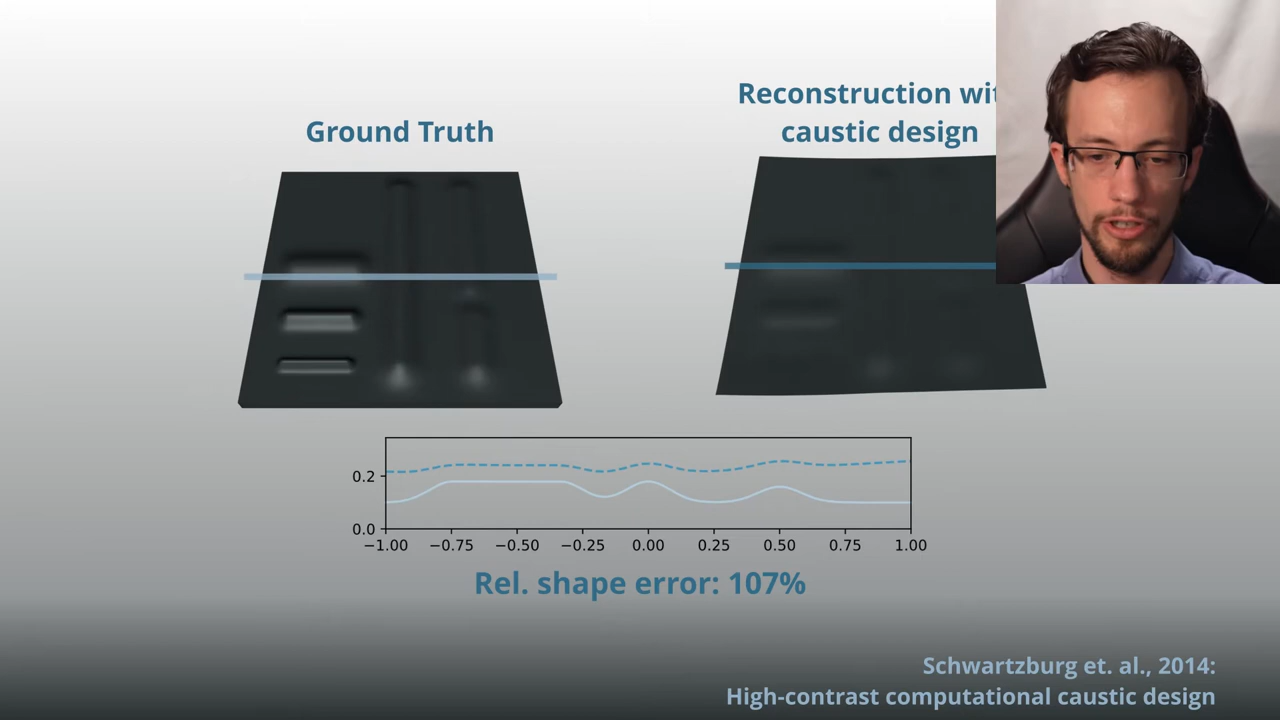 Ground Truth
Reconstruction wit
caustic design
0.2
0.0
−1.00 −0.75 −0.50 −0.25 0.00 0.25 0.50 0.75 1.00
Rel. shape error: 107%
Schwartzburg et. al., 2014:
High-contrast computational caustic design